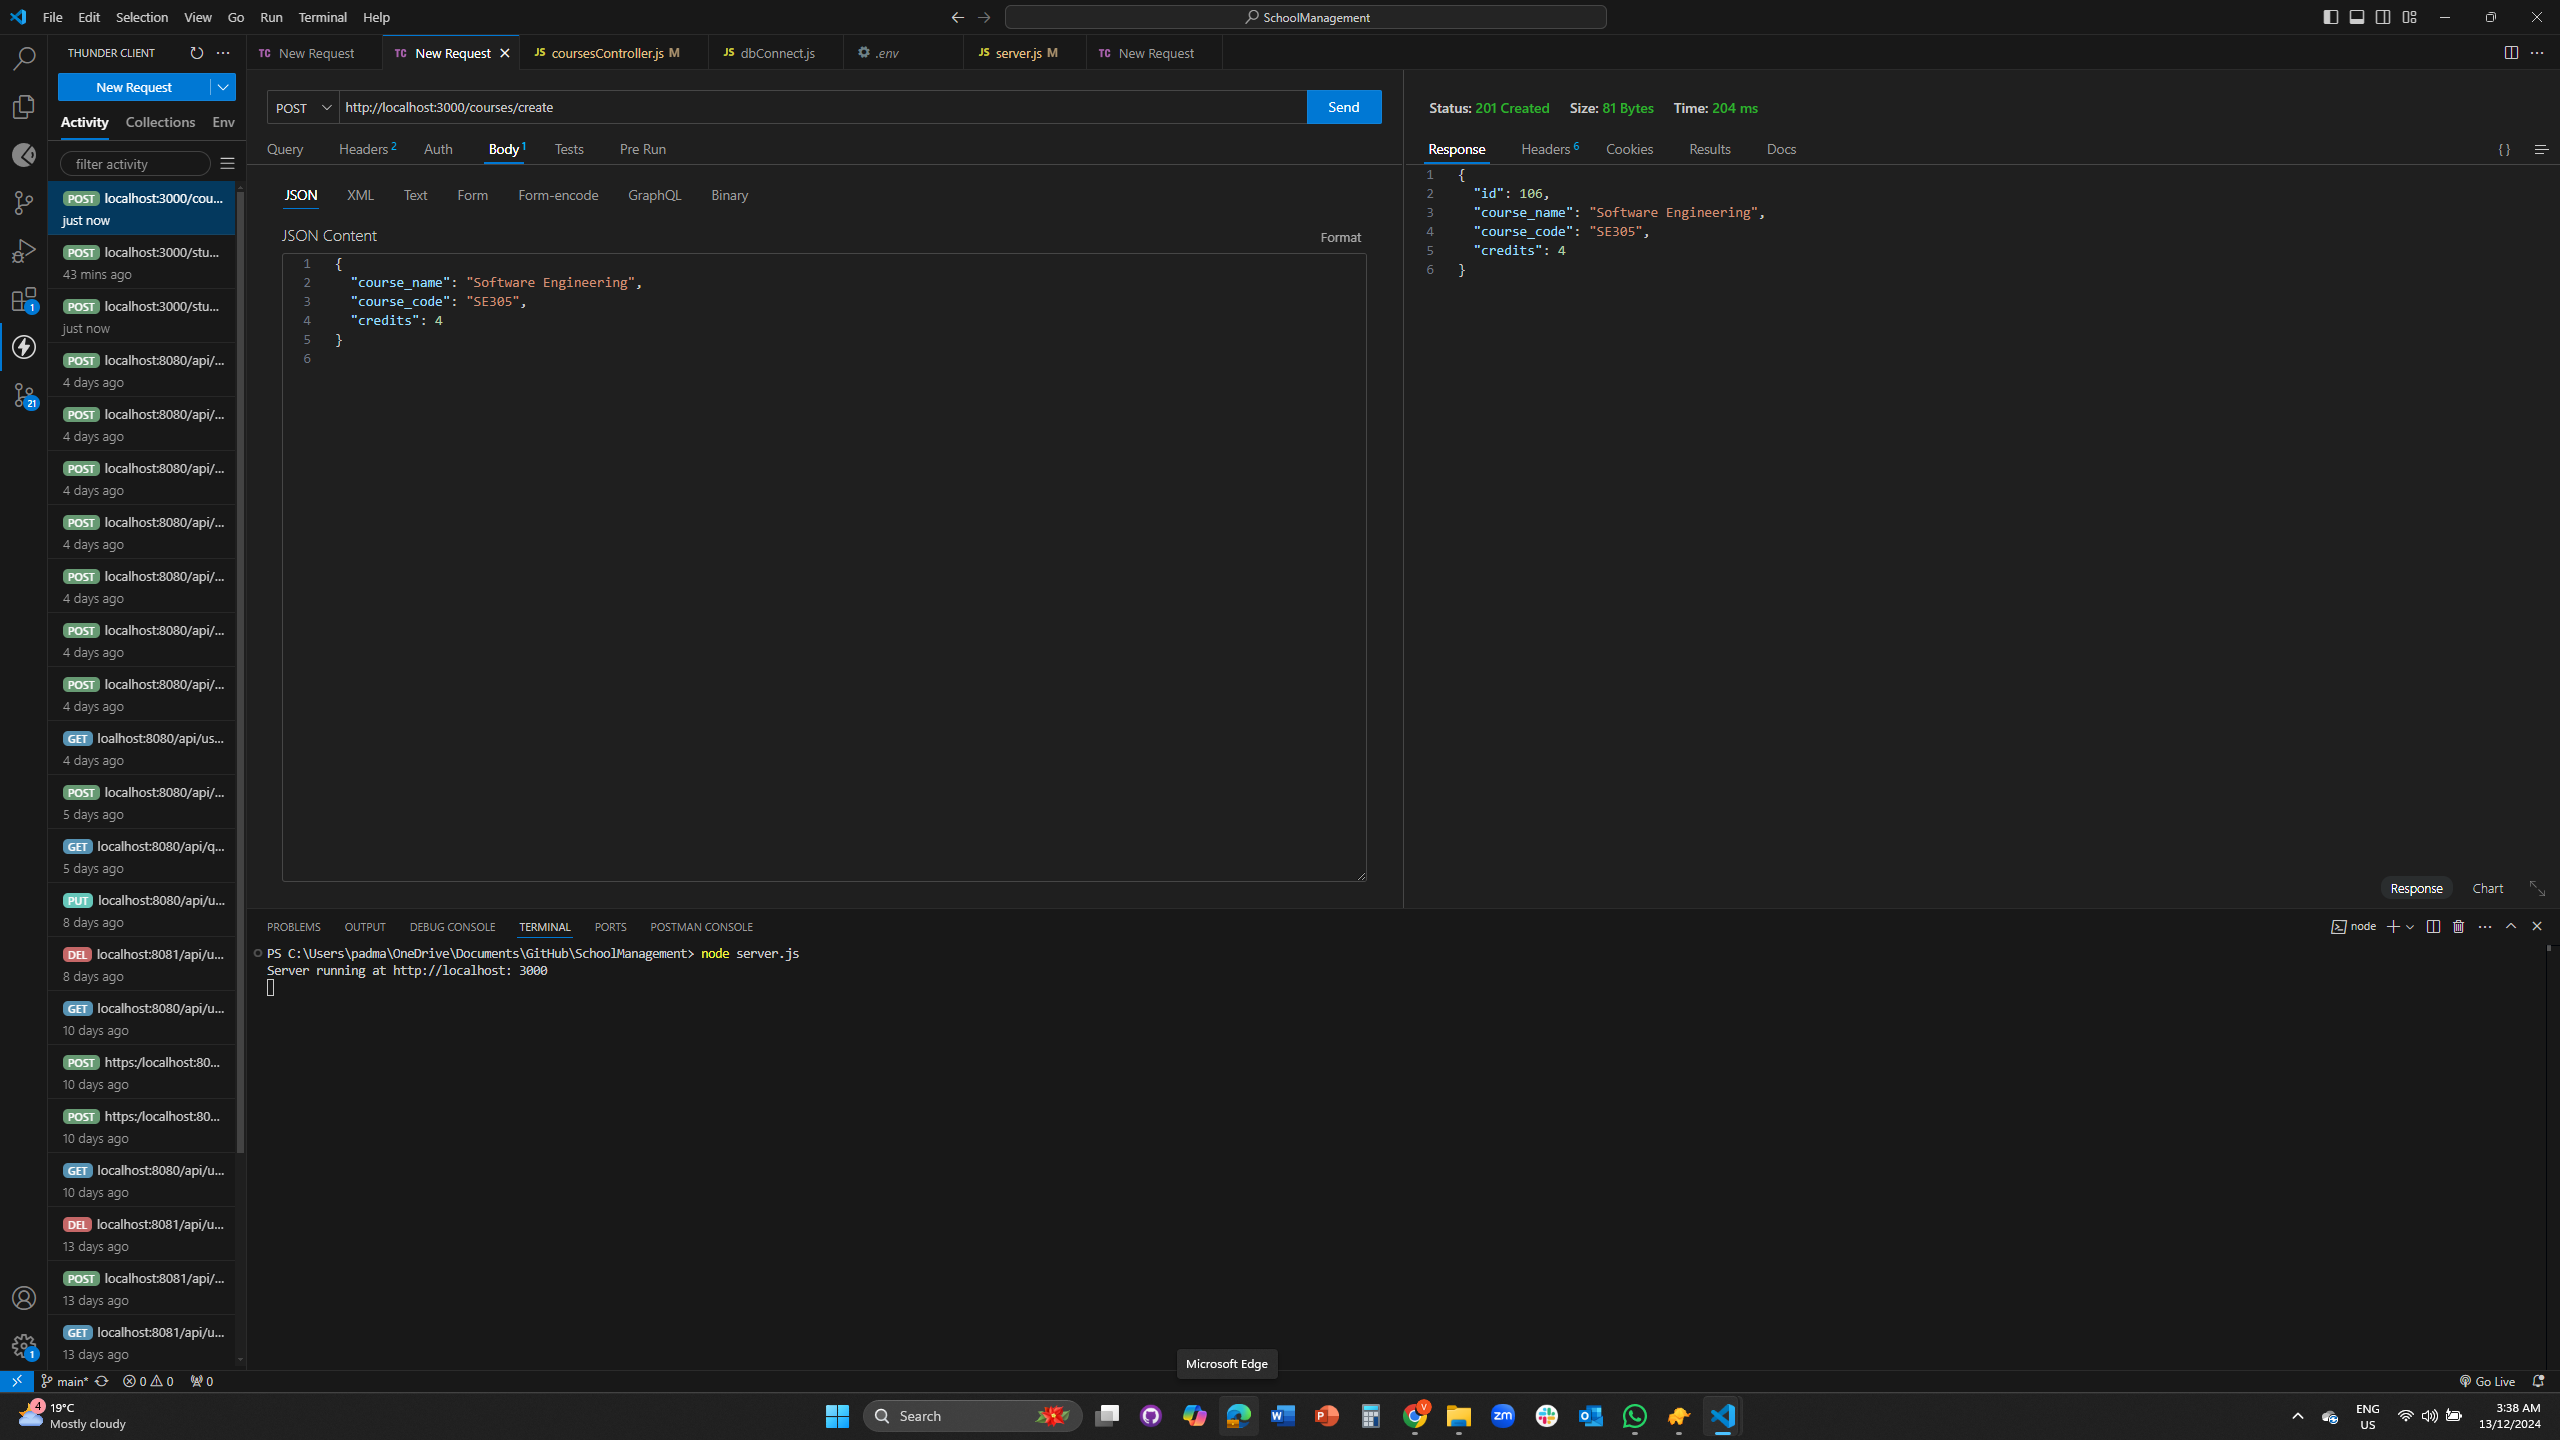 File Edit Selection View Go Run Terminal Help
SchoolManagement
THUNDER CLIENT
New Request
Activity Collections Env
filter activity
POST localhost:3000/cou...
just now
POST localhost:3000/stu...
43 mins ago
POST localhost:3000/stu...
just now
POST localhost:8080/api/...
4 days ago
POST localhost:8080/api/...
4 days ago
POST localhost:8080/api/...
4 days ago
POST localhost:8080/api/...
4 days ago
POST localhost:8080/api/...
4 days ago
POST localhost:8080/api/...
4 days ago
POST localhost:8080/api/...
4 days ago
GET loalhost:8080/api/us...
4 days ago
POST localhost:8080/api/...
5 days ago
GET localhost:8080/api/q...
5 days ago
PUT localhost:8080/api/u...
8 days ago
DEL localhost:8081/api/u...
8 days ago
GET localhost:8080/api/u...
10 days ago
POST https:/localhost:80...
10 days ago
POST https:/localhost:80...
10 days ago
GET localhost:8080/api/u...
10 days ago
DEL localhost:8081/api/u...
13 days ago
POST localhost:8081/api/...
13 days ago
GET localhost:8081/api/u...
13 days ago
1
21
1
TC New Request TC New Request JS coursesController.js M JS dbConnect.js .env JS server.js M TC New Request
POST http://localhost:3000/courses/create Send
Query Headers 2 Auth Body 1 Tests Pre Run
JSON XML Text Form Form-encode GraphQL Binary
JSON Content Format
1 {
2 "course_name": "Software Engineering",
3 "course_code": "SE305",
4 "credits": 4
5 }
6
Status: 201 Created Size: 81 Bytes Time: 204 ms
Response Headers 6 Cookies Results Docs { }
1 {
2 "id": 106,
3 "course_name": "Software Engineering",
4 "course_code": "SE305",
5 "credits": 4
6 }
Response Chart
PROBLEMS OUTPUT DEBUG CONSOLE TERMINAL PORTS POSTMAN CONSOLE
node
PS C:\Users\padma\OneDrive\Documents\GitHub\SchoolManagement> node server.js
Server running at http://localhost: 3000
Microsoft Edge
main* 0 0 0 Go Live
4
19°C
Mostly cloudy
Search
W P V zm
ENG
US
3:38 AM
13/12/2024